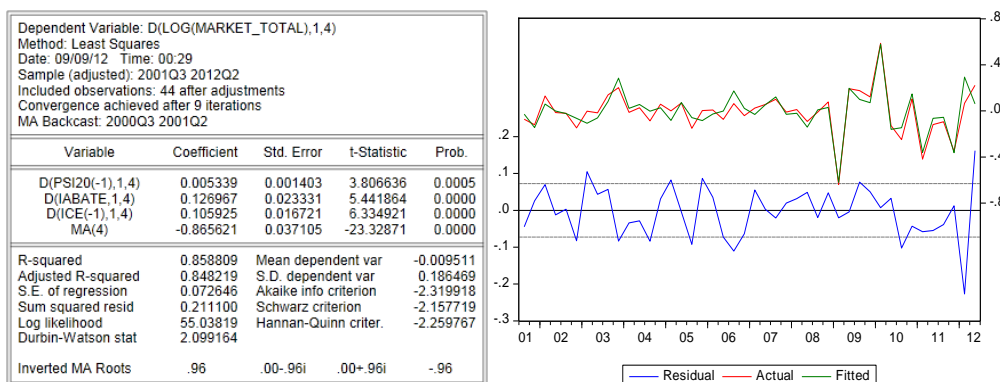 Dependent Variable: D(LOG(MARKET_TOTAL),1,4)
Method: Least Squares
Date: 09/09/12 Time: 00:29
Sample (adjusted): 2001Q3 2012Q2
Included observations: 44 after adjustments
Convergence achieved after 9 iterations
MA Backcast: 2000Q3 2001Q2
Variable Coefficient Std. Error t-Statistic Prob.
D(PSI20(-1),1,4) 0.005339 0.001403 3.806636 0.0005
D(IABATE,1,4) 0.126967 0.023331 5.441864 0.0000
D(ICE(-1),1,4) 0.105925 0.016721 6.334921 0.0000
MA(4) -0.865621 0.037105 -23.32871 0.0000
R-squared 0.858809 Mean dependent var -0.009511
Adjusted R-squared 0.848219 S.D. dependent var 0.186469
S.E. of regression 0.072646 Akaike info criterion -2.319918
Sum squared resid 0.211100 Schwarz criterion -2.157719
Log likelihood 55.03819 Hannan-Quinn criter. -2.259767
Durbin-Watson stat 2.099164
Inverted MA Roots .96 .00-.96i .00+.96i -.96
.8
.4
.0
-.4
-.8
.2
.1
.0
-.1
-.2
-.3
01 02 03 04 05 06 07 08 09 10 11 12
Residual Actual Fitted